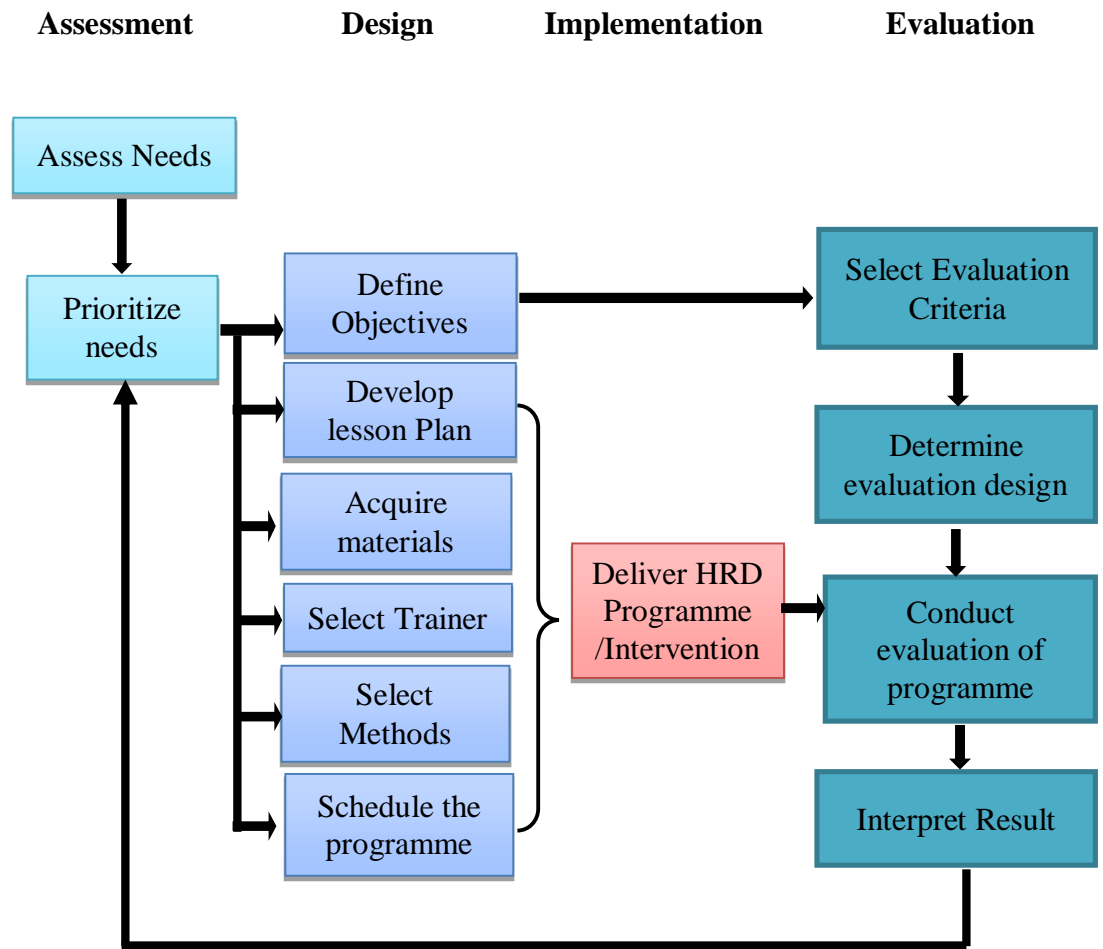 Assessment
Design
Implementation
Evaluation
Assess Needs
Prioritize
needs
Define
Objectives
Develop
lesson Plan
Acquire
materials
Select Trainer
Select
Methods
Schedule the
programme
Deliver HRD
Programme
/Intervention
Select Evaluation
Criteria
Determine
evaluation design
Conduct
evaluation of
programme
Interpret Result